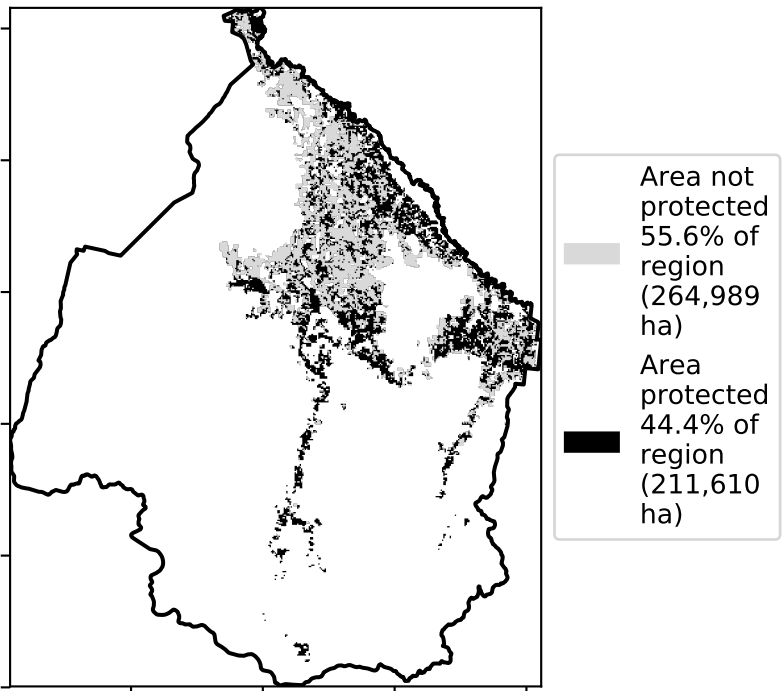 Area not
protected
55.6% of
region
(264,989
ha)
Area
protected
44.4% of
region
(211,610
ha)